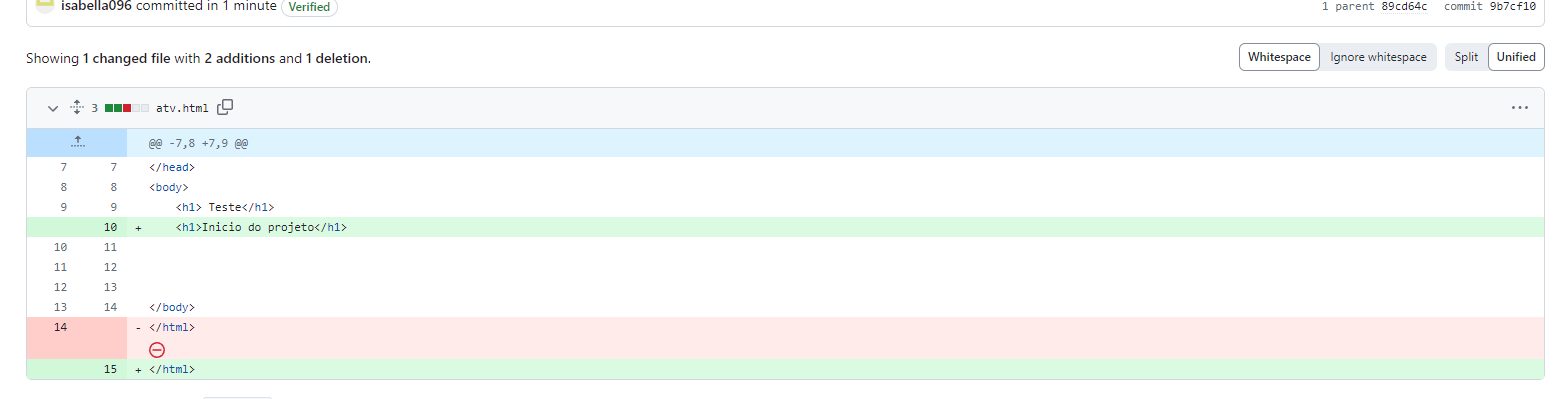 isabella096 committed in 1 minute Verified 1 parent 89cd64c commit 9b7cf10
Showing 1 changed file with 2 additions and 1 deletion. Whitespace Ignore whitespace Split Unified
3 atv.html
@@ -7,8 +7,9 @@
7 7 </head>
8 8 <body>
9 9 <h1> Teste</h1>
10 + <h1>Inicio do projeto</h1>
10 11
11 12
12 13
13 14 </body>
14 - </html>
15 + </html>